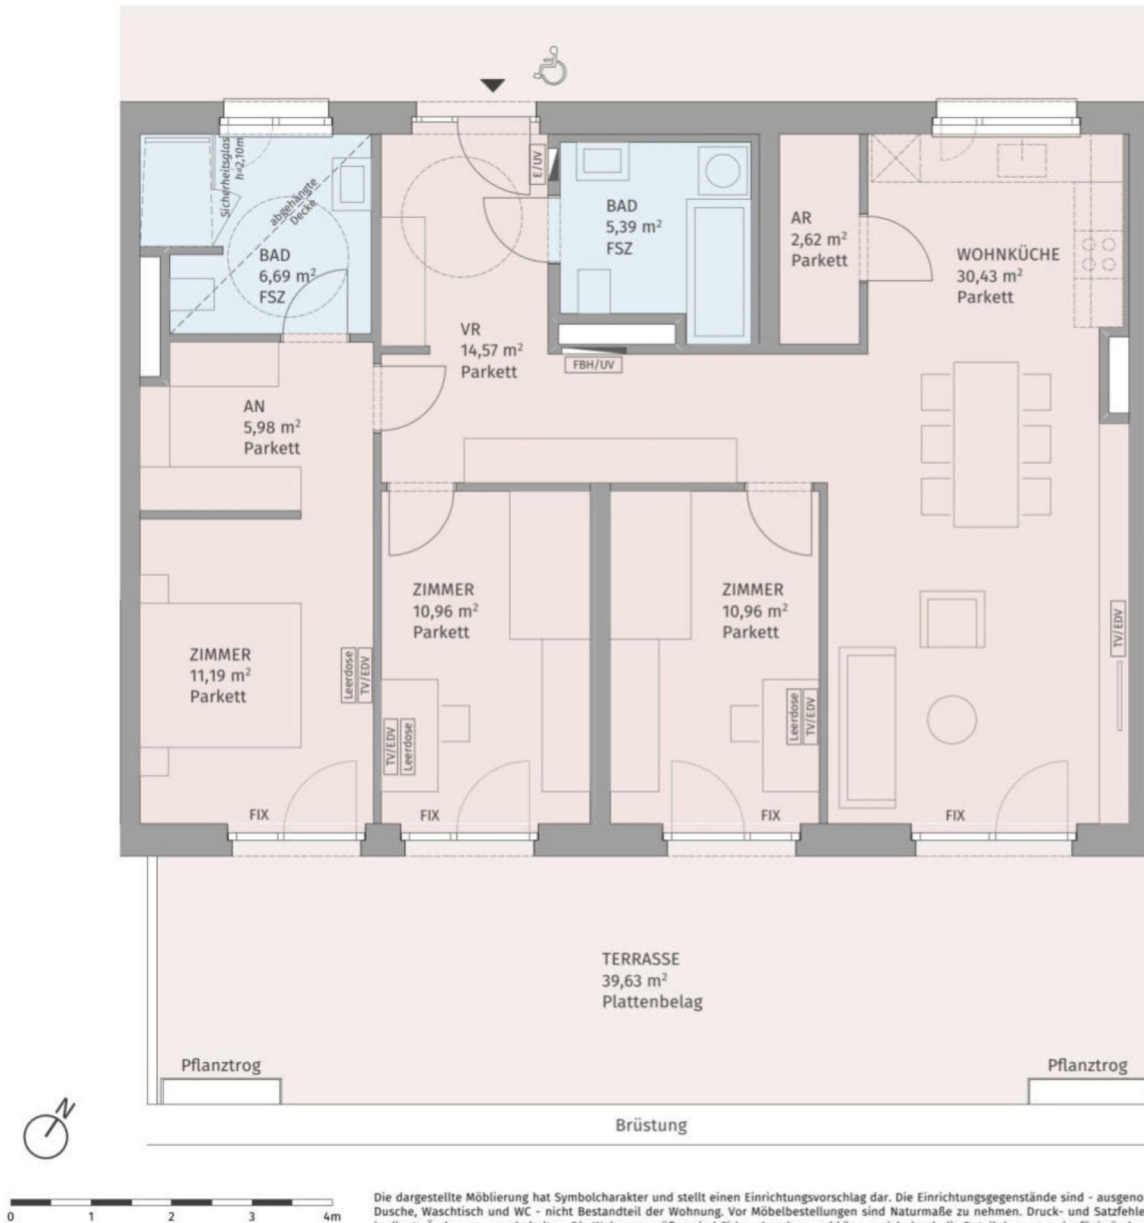 Sicherheitsglas
h=2,10m
abgehängte
Decke
BAD
6,69 m²
FSZ
E/UV
BAD
5,39 m²
FSZ
AR
2,62 m²
Parkett
WOHNKÜCHE
30,43 m²
Parkett
VR
14,57 m²
Parkett
FBH/UV
AN
5,98 m²
Parkett
ZIMMER
11,19 m²
Parkett
Leerdose
TV/EDV
ZIMMER
10,96 m²
Parkett
TV/EDV
Leerdose
ZIMMER
10,96 m²
Parkett
Leerdose
TV/EDV
TV/EDV
FIX
FIX
FIX
FIX
TERRASSE
39,63 m²
Plattenbelag
Pflanztrog
Pflanztrog
Brüstung
N
0 1 2 3 4m
Die dargestellte Möblierung hat Symbolcharakter und stellt einen Einrichtungsvorschlag dar. Die Einrichtungsgegenstände sind - ausgeno
Dusche, Waschtisch und WC - nicht Bestandteil der Wohnung. Vor Möbelbestellungen sind Naturmaße zu nehmen. Druck- und Satzfehl